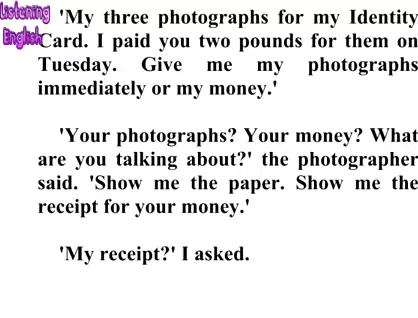 Listening
English
'My three photographs for my Identity
Card. I paid you two pounds for them on
Tuesday. Give me my photographs
immediately or my money.'
'Your photographs? Your money? What
are you talking about?' the photographer
said. 'Show me the paper. Show me the
receipt for your money.'
'My receipt?' I asked.